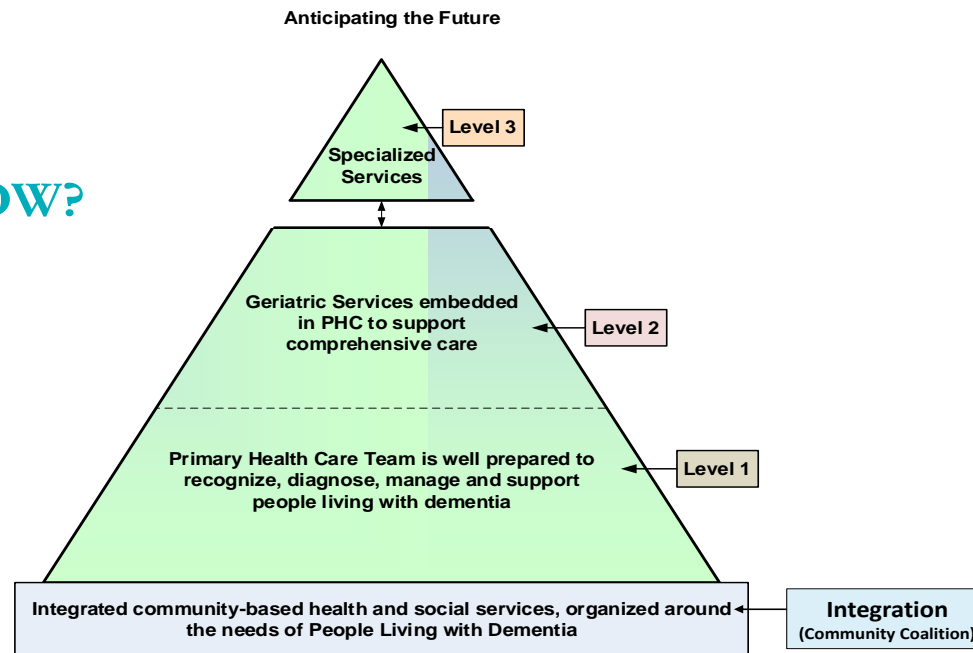 Anticipating the Future
Level 3
Specialized
Services
ow?
Geriatric Services embedded
in PHC to support
comprehensive care
Level 2
Primary Health Care Team is well prepared to
recognize, diagnose, manage and support
people living with dementia
Level 1
Integrated community-based health and social services, organized around
the needs of People Living with Dementia
Integration
(Community Coalition)